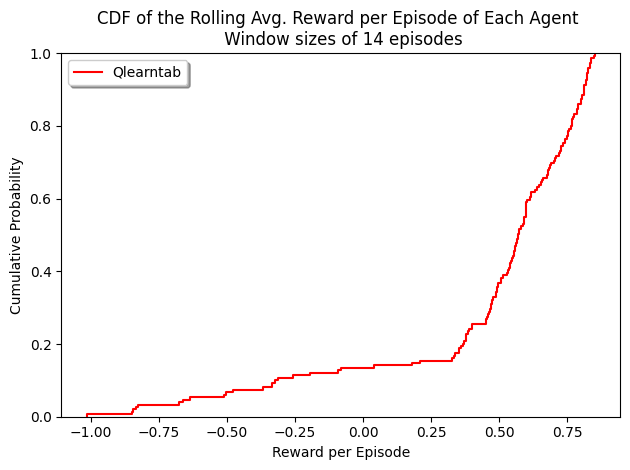 CDF of the Rolling Avg. Reward per Episode of Each Agent
Window sizes of 14 episodes
Qlearntab
1.0
0.8
0.6
0.4
0.2
0.0
Cumulative Probability
−1.00 −0.75 −0.50 −0.25 0.00 0.25 0.50 0.75
Reward per Episode